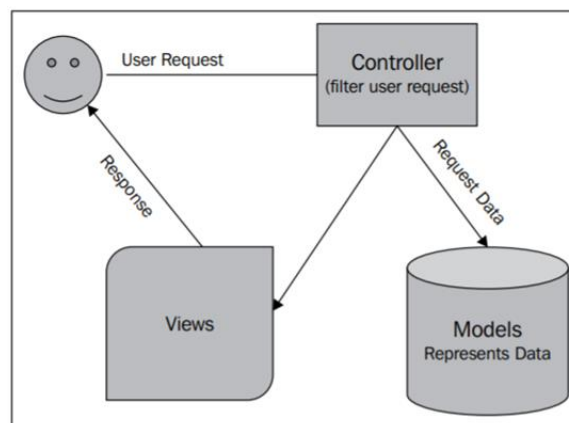 User Request
Controller
(filter user request)
Response
Request Data
Views
Models
Represents Data